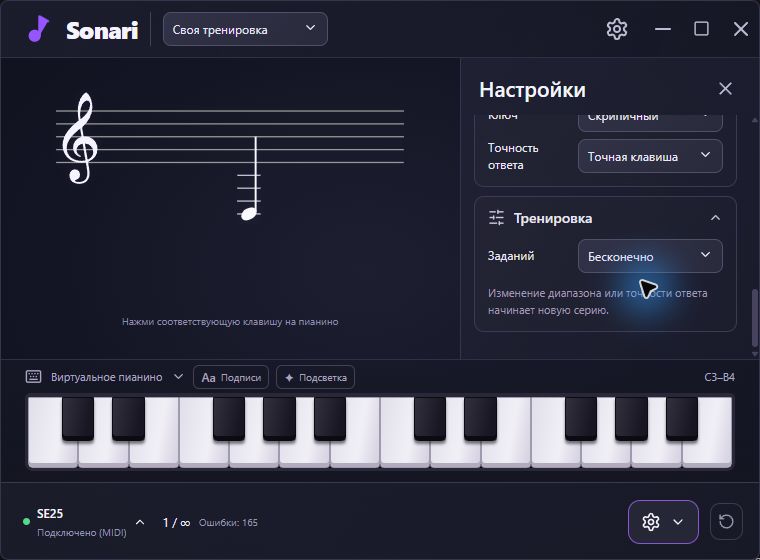 Sonari
Своя тренировка
Настройки
Ключ
Скрипичный
Точность
ответа
Точная клавиша
Тренировка
Заданий
Бесконечно
Изменение диапазона или точности ответа
начинает новую серию.
Нажми соответствующую клавишу на пианино
Виртуальное пианино
Aa Подписи
Подсветка
C3–B4
SE25
Подключено (MIDI)
1 / ∞
Ошибки: 165